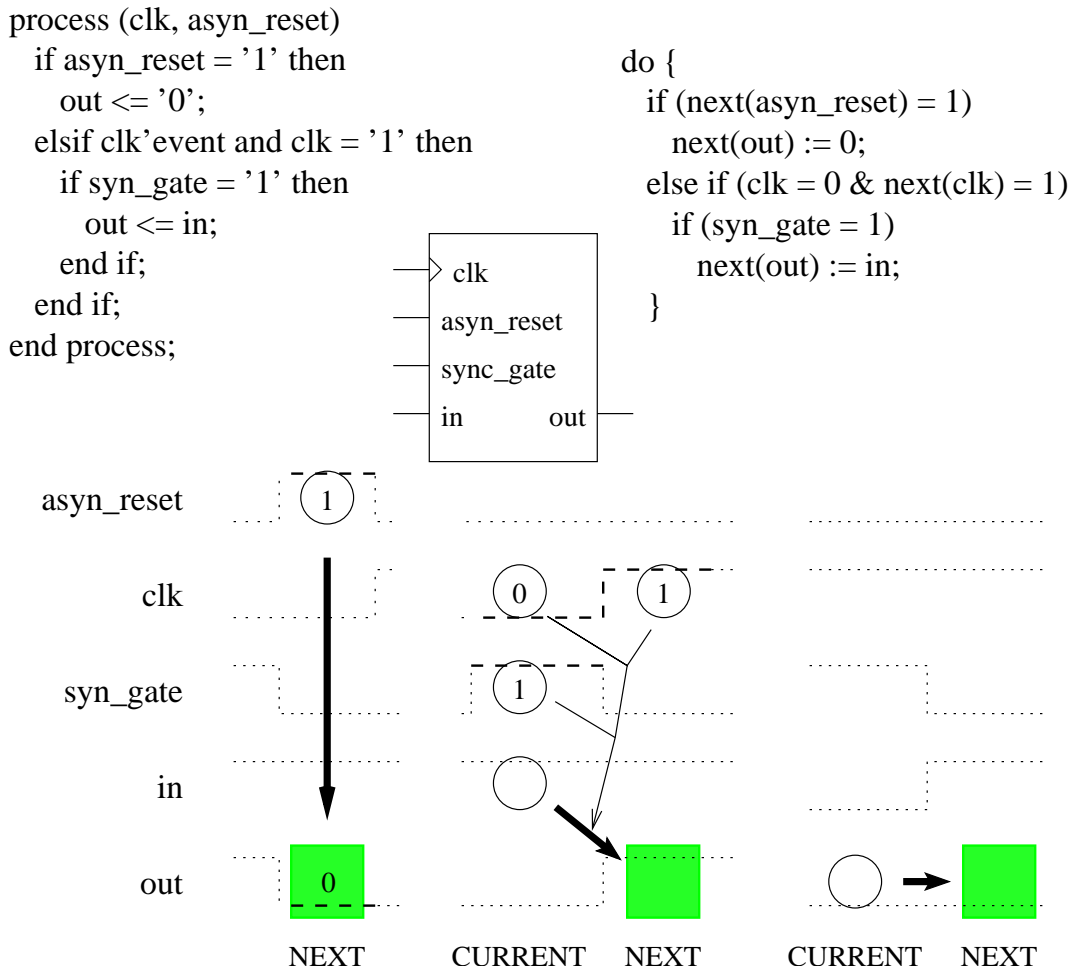 process (clk, asyn_reset)
if asyn_reset = ’1’ then
out <= ’0’;
elsif clk’event and clk = ’1’ then
if syn_gate = ’1’ then
out <= in;
end if;
end if;
end process;
do {
if (next(asyn_reset) = 1)
next(out) := 0;
else if (clk = 0 & next(clk) = 1)
if (syn_gate = 1)
next(out) := in;
}
clk
asyn_reset
sync_gate
in out
asyn_reset 1
clk 0 1
syn_gate 1
in
out 0
NEXT CURRENT NEXT CURRENT NEXT